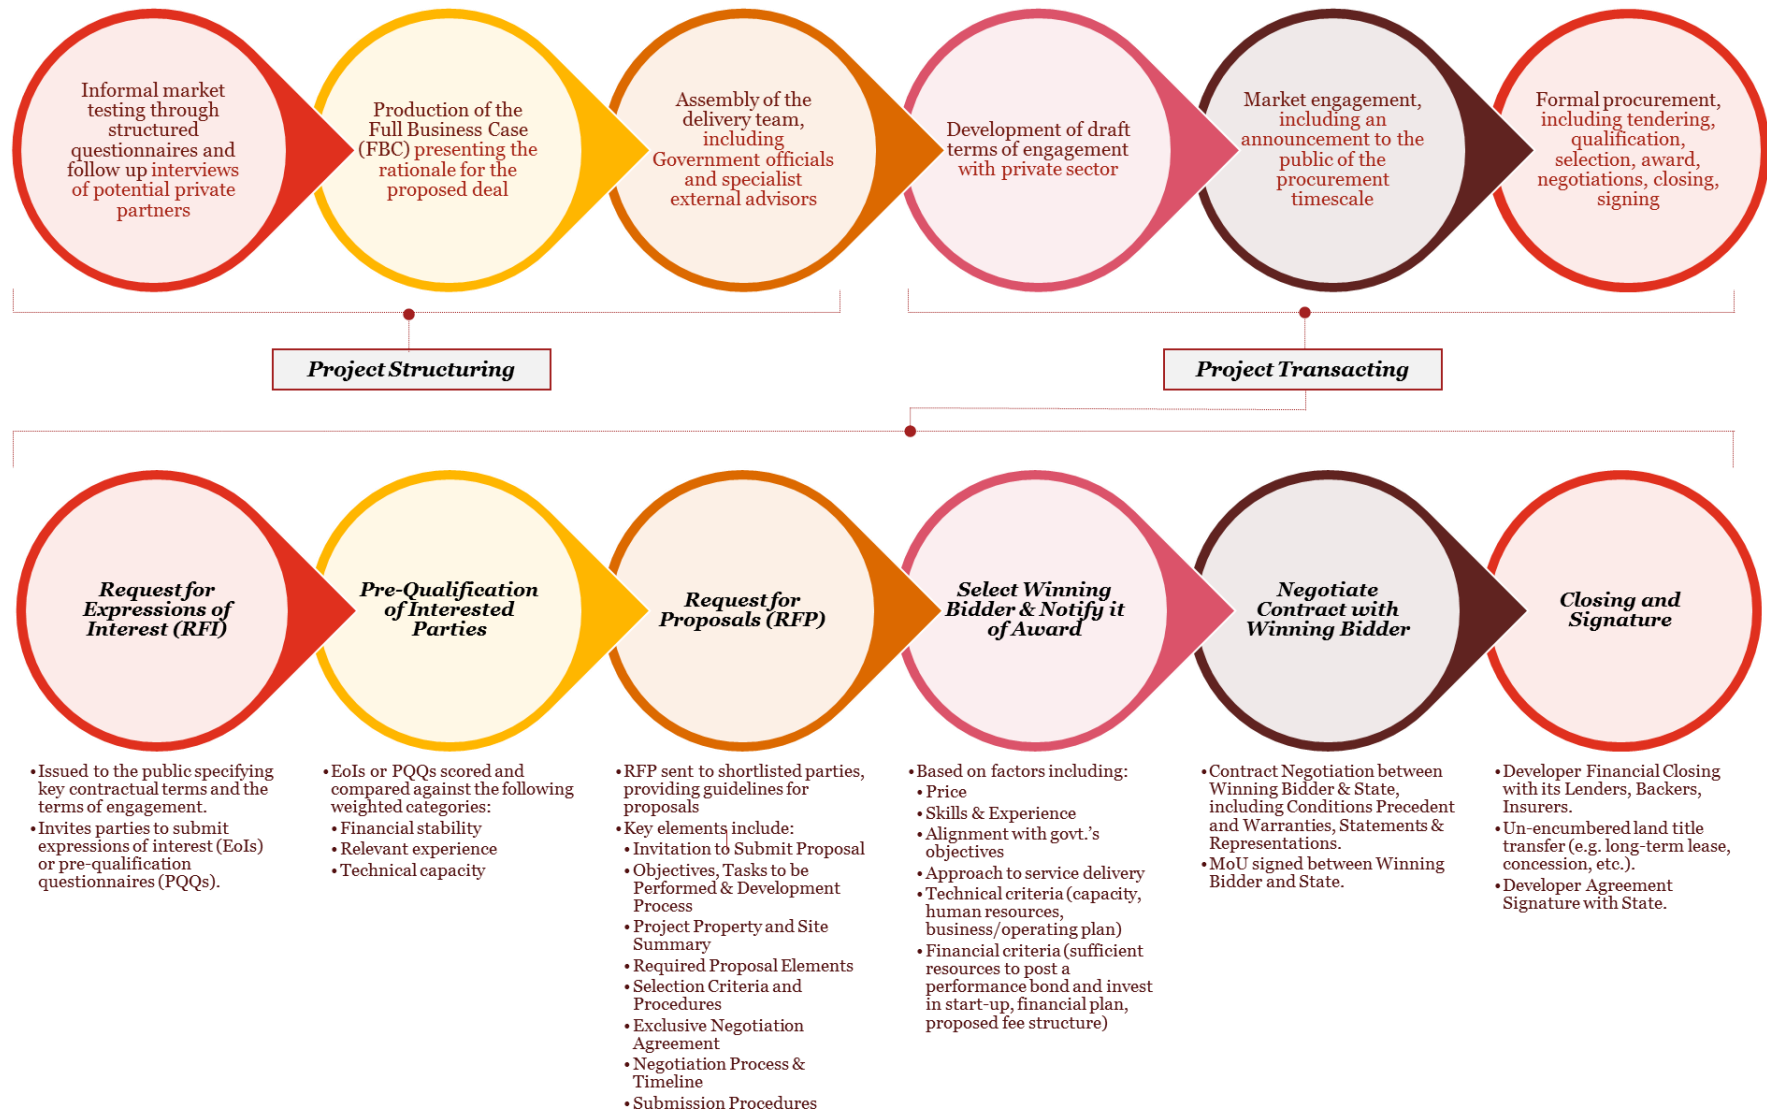 Informal market
testing through
structured
questionnaires and
follow up interviews
of potential private
partners
Production of the
Full Business Case
(FBC) presenting the
rationale for the
proposed deal
Assembly of the
delivery team,
including
Government officials
and specialist
external advisors
Development of draft
terms of engagement
with private sector
Market engagement,
including an
announcement to the
public of the
procurement
timescale
Formal procurement,
including tendering,
qualification,
selection, award,
negotiations, closing,
signing
Project Structuring
Project Transacting
Request for
Expressions of
Interest (RFI)
Pre-Qualification
of Interested
Parties
Request for
Proposals (RFP)
Select Winning
Bidder & Notify it
of Award
Negotiate
Contract with
Winning Bidder
Closing and
Signature
• Issued to the public specifying
key contractual terms and the
terms of engagement.
• Invites parties to submit
expressions of interest (EoIs)
or pre-qualification
questionnaires (PQQs).
• EoIs or PQQs scored and
compared against the following
weighted categories:
• Financial stability
• Relevant experience
• Technical capacity
• RFP sent to shortlisted parties,
providing guidelines for
proposals
• Key elements include:
• Invitation to Submit Proposal
• Objectives, Tasks to be
Performed & Development
Process
• Project Property and Site
Summary
• Required Proposal Elements
• Selection Criteria and
Procedures
• Exclusive Negotiation
Agreement
• Negotiation Process &
Timeline
• Submission Procedures
• Based on factors including:
• Price
• Skills & Experience
• Alignment with govt.'s
objectives
• Approach to service delivery
• Technical criteria (capacity,
human resources,
business/operating plan)
• Financial criteria (sufficient
resources to post a
performance bond and invest
in start-up, financial plan,
proposed fee structure)
• Contract Negotiation between
Winning Bidder & State,
including Conditions Precedent
and Warranties, Statements &
Representations.
• MoU signed between Winning
Bidder and State.
• Developer Financial Closing
with its Lenders, Backers,
Insurers.
• Un-encumbered land title
transfer (e.g. long-term lease,
concession, etc.).
• Developer Agreement
Signature with State.